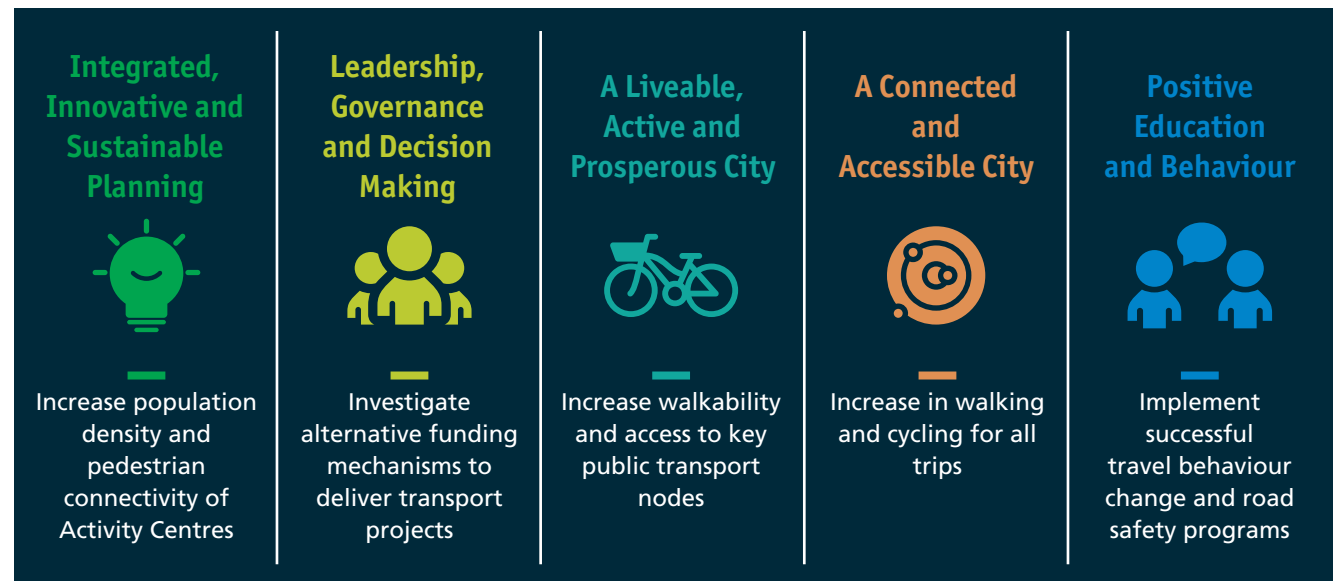 Integrated,
Innovative and
Sustainable
Planning
Increase population
density and
pedestrian
connectivity of
Activity Centres
Leadership,
Governance
and Decision
Making
Investigate
alternative funding
mechanisms to
deliver transport
projects
A Liveable,
Active and
Prosperous City
Increase walkability
and access to key
public transport
nodes
A Connected
and
Accessible City
Increase in walking
and cycling for all
trips
Positive
Education
and Behaviour
Implement
successful
travel behaviour
change and road
safety programs